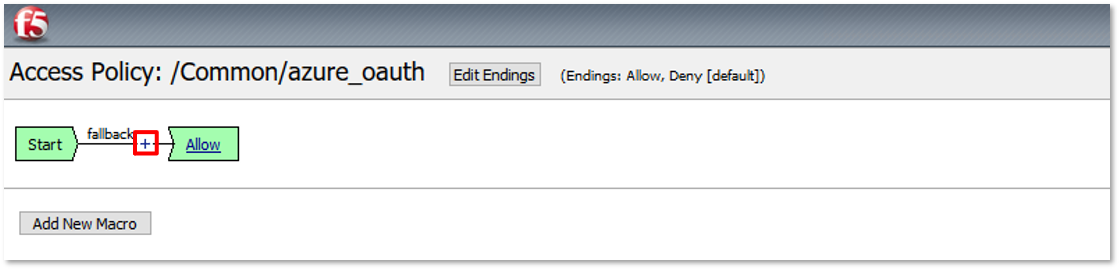 f5
Access Policy: /Common/azure_oauth Edit Endings (Endings: Allow, Deny [default])
Start fallback + Allow
Add New Macro